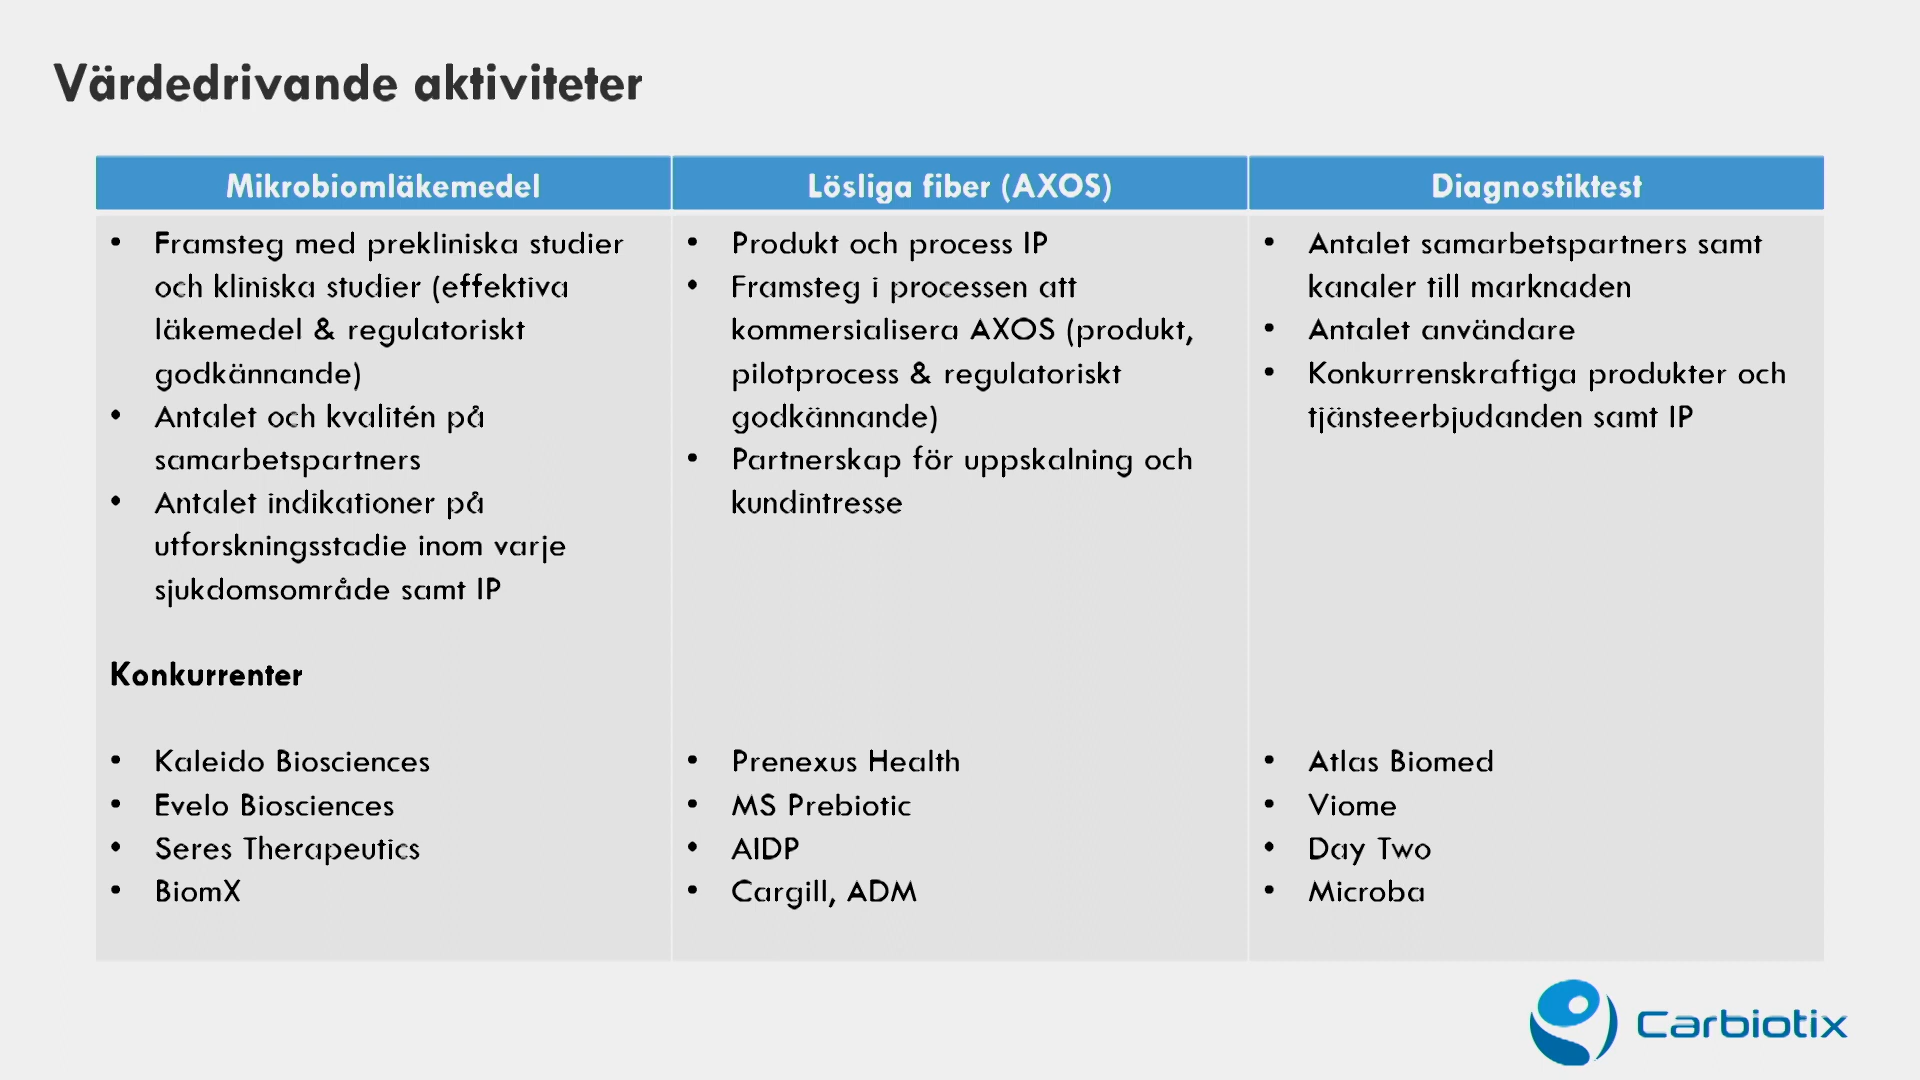 Värdedrivande aktiviteter
Mikrobiomläkemedel
• Framsteg med prekliniska studier
och kliniska studier (effektiva
läkemedel & regulatoriskt
godkännande)
• Antalet och kvalitén på
samarbetspartners
• Antalet indikationer på
utforskningsstadie inom varje
sjukdomsområde samt IP
Konkurrenter
• Kaleido Biosciences
• Evelo Biosciences
• Seres Therapeutics
• BiomX
Lösliga fiber (AXOS)
• Produkt och process IP
• Framsteg i processen att
kommersialisera AXOS (produkt,
pilotprocess & regulatoriskt
godkännande)
• Partnerskap för uppskalning och
kundintresse
• Prenexus Health
• MS Prebiotic
• AIDP
• Cargill, ADM
Diagnostiktest
• Antalet samarbetspartners samt
kanaler till marknaden
• Antalet användare
• Konkurrenskraftiga produkter och
tjänsteerbjudanden samt IP
• Atlas Biomed
• Viome
• Day Two
• Microba
Carbiotix